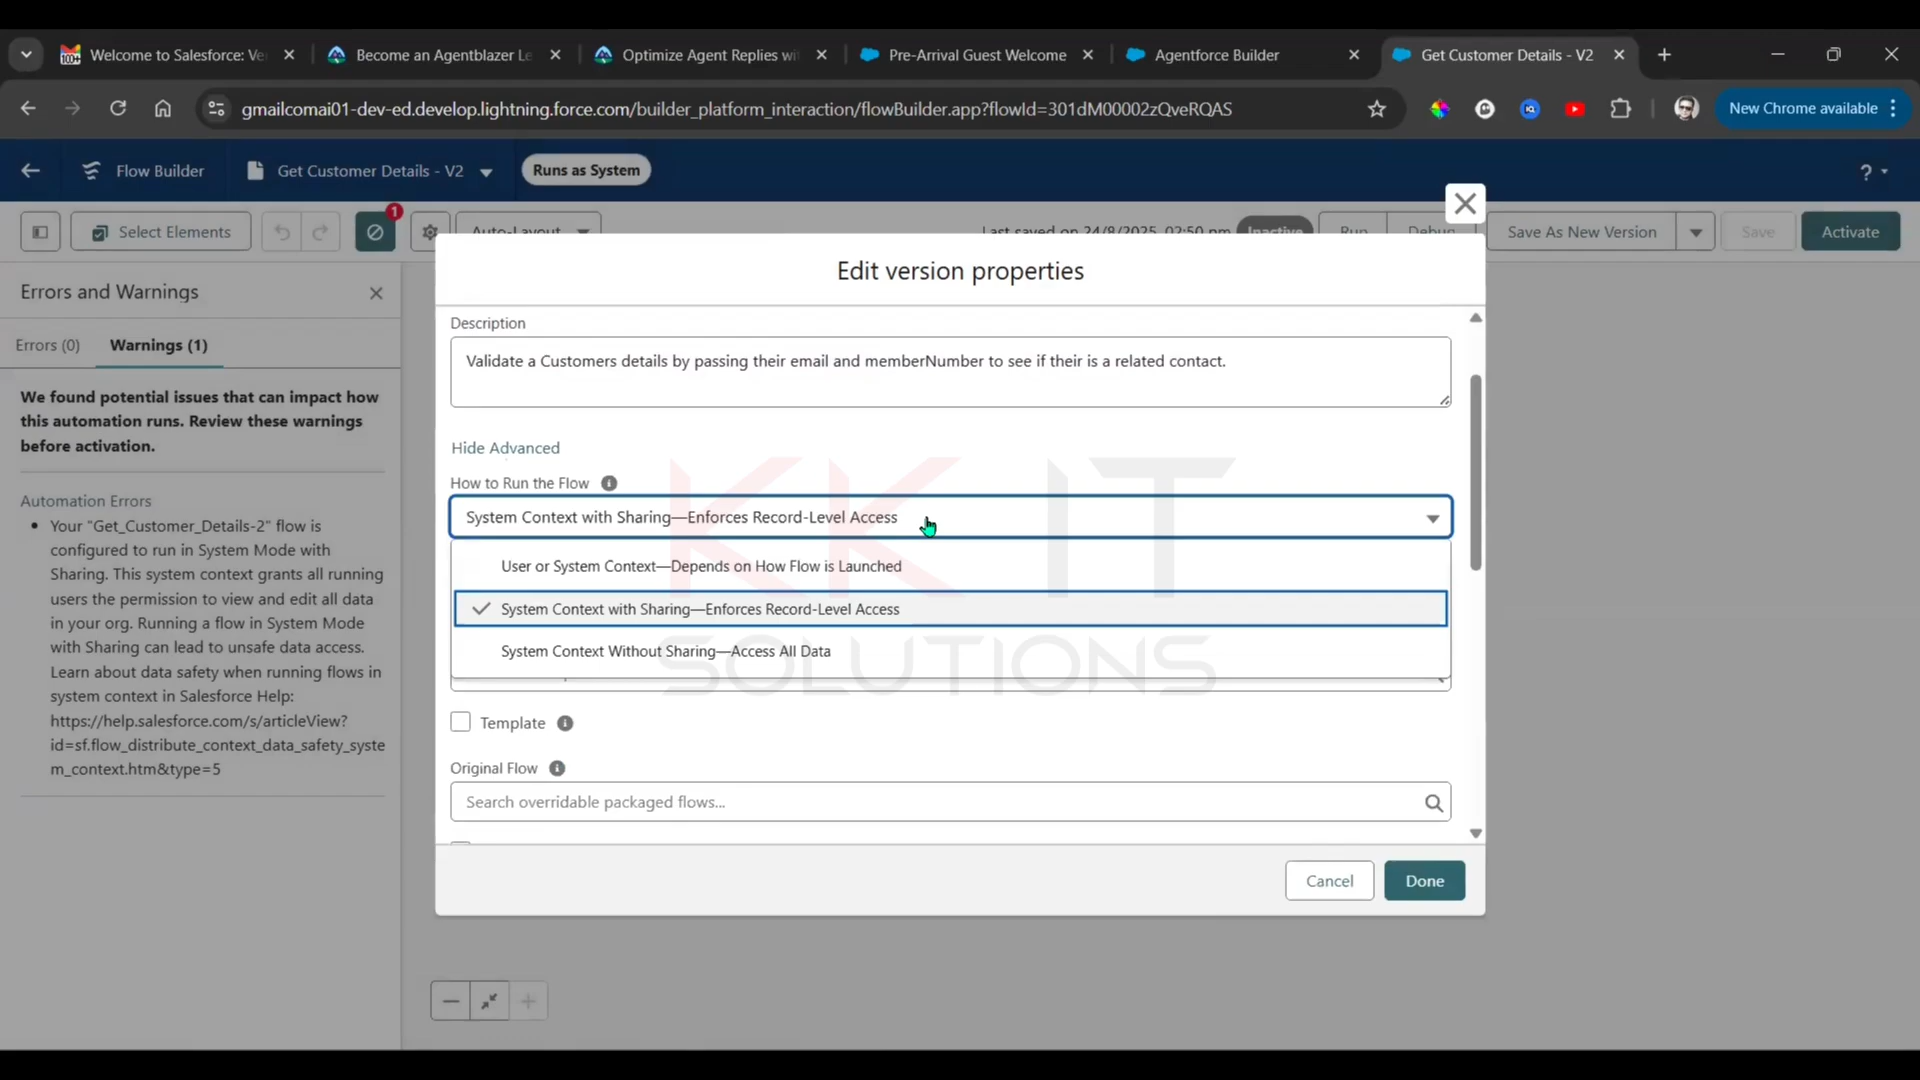 Welcome to Salesforce: Ve
Become an Agentblazer Le
Optimize Agent Replies wi
Pre-Arrival Guest Welcome
Agentforce Builder
Get Customer Details - V2
gmailcomai01-dev-ed.develop.lightning.force.com/builder_platform_interaction/flowBuilder.app?flowId=301dM00002zQveRQAS
New Chrome available
Flow Builder
Get Customer Details - V2
Runs as System
?
Select Elements
1
Auto-Layout
Last saved on 24/8/2025, 02:50 pm
Inactive
Run
Debug
Save As New Version
Save
Activate
Errors and Warnings
Errors (0)
Warnings (1)
We found potential issues that can impact how
this automation runs. Review these warnings
before activation.
Automation Errors
Your "Get_Customer_Details-2" flow is
configured to run in System Mode with
Sharing. This system context grants all running
users the permission to view and edit all data
in your org. Running a flow in System Mode
with Sharing can lead to unsafe data access.
Learn about data safety when running flows in
system context in Salesforce Help:
https://help.salesforce.com/s/articleView?
id=sf.flow_distribute_context_data_safety_syste
m_context.htm&type=5
Edit version properties
Description
Validate a Customers details by passing their email and memberNumber to see if their is a related contact.
Hide Advanced
How to Run the Flow
System Context with Sharing—Enforces Record-Level Access
User or System Context—Depends on How Flow is Launched
System Context with Sharing—Enforces Record-Level Access
System Context Without Sharing—Access All Data
Template
Original Flow
Search overridable packaged flows...
Cancel
Done
KK IT
SOLUTIONS